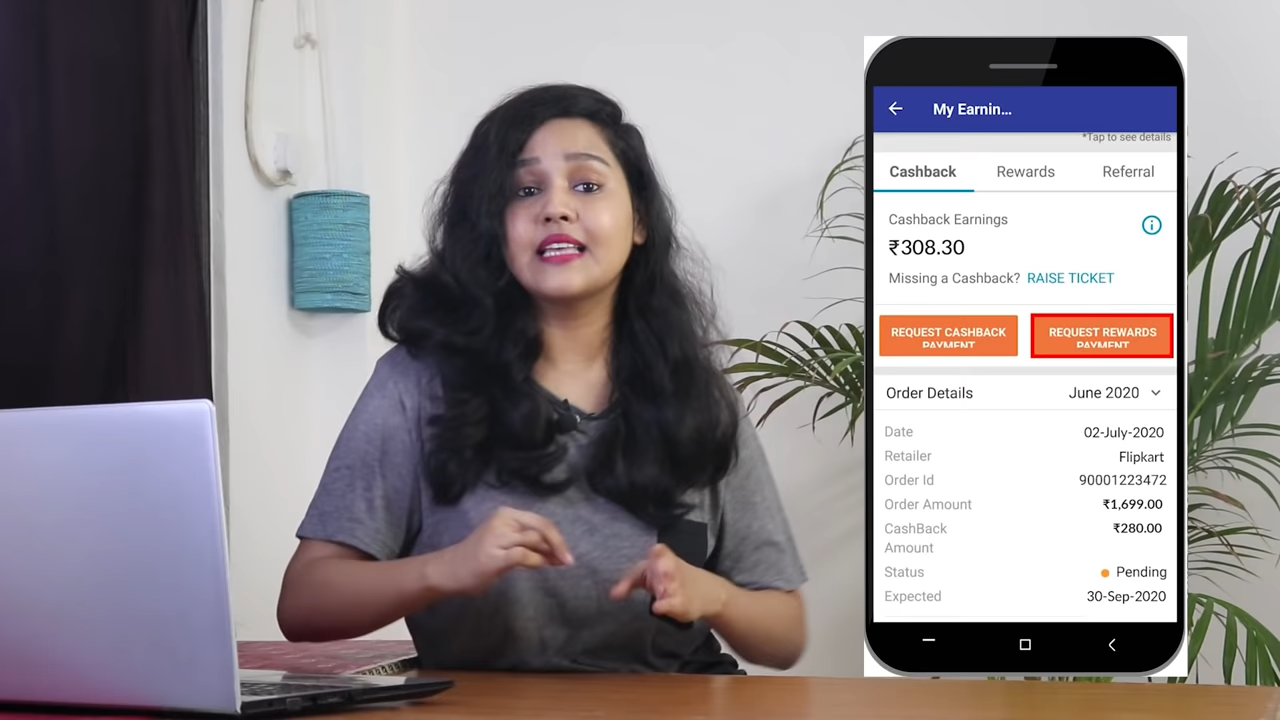 My Earnin...
*Tap to see details
Cashback Rewards Referral
Cashback Earnings
₹308.30
Missing a Cashback? RAISE TICKET
REQUEST CASHBACK PAYMENT
REQUEST REWARDS PAYMENT
Order Details June 2020
Date 02-July-2020
Retailer Flipkart
Order Id 90001223472
Order Amount ₹1,699.00
CashBack Amount ₹280.00
Status Pending
Expected 30-Sep-2020